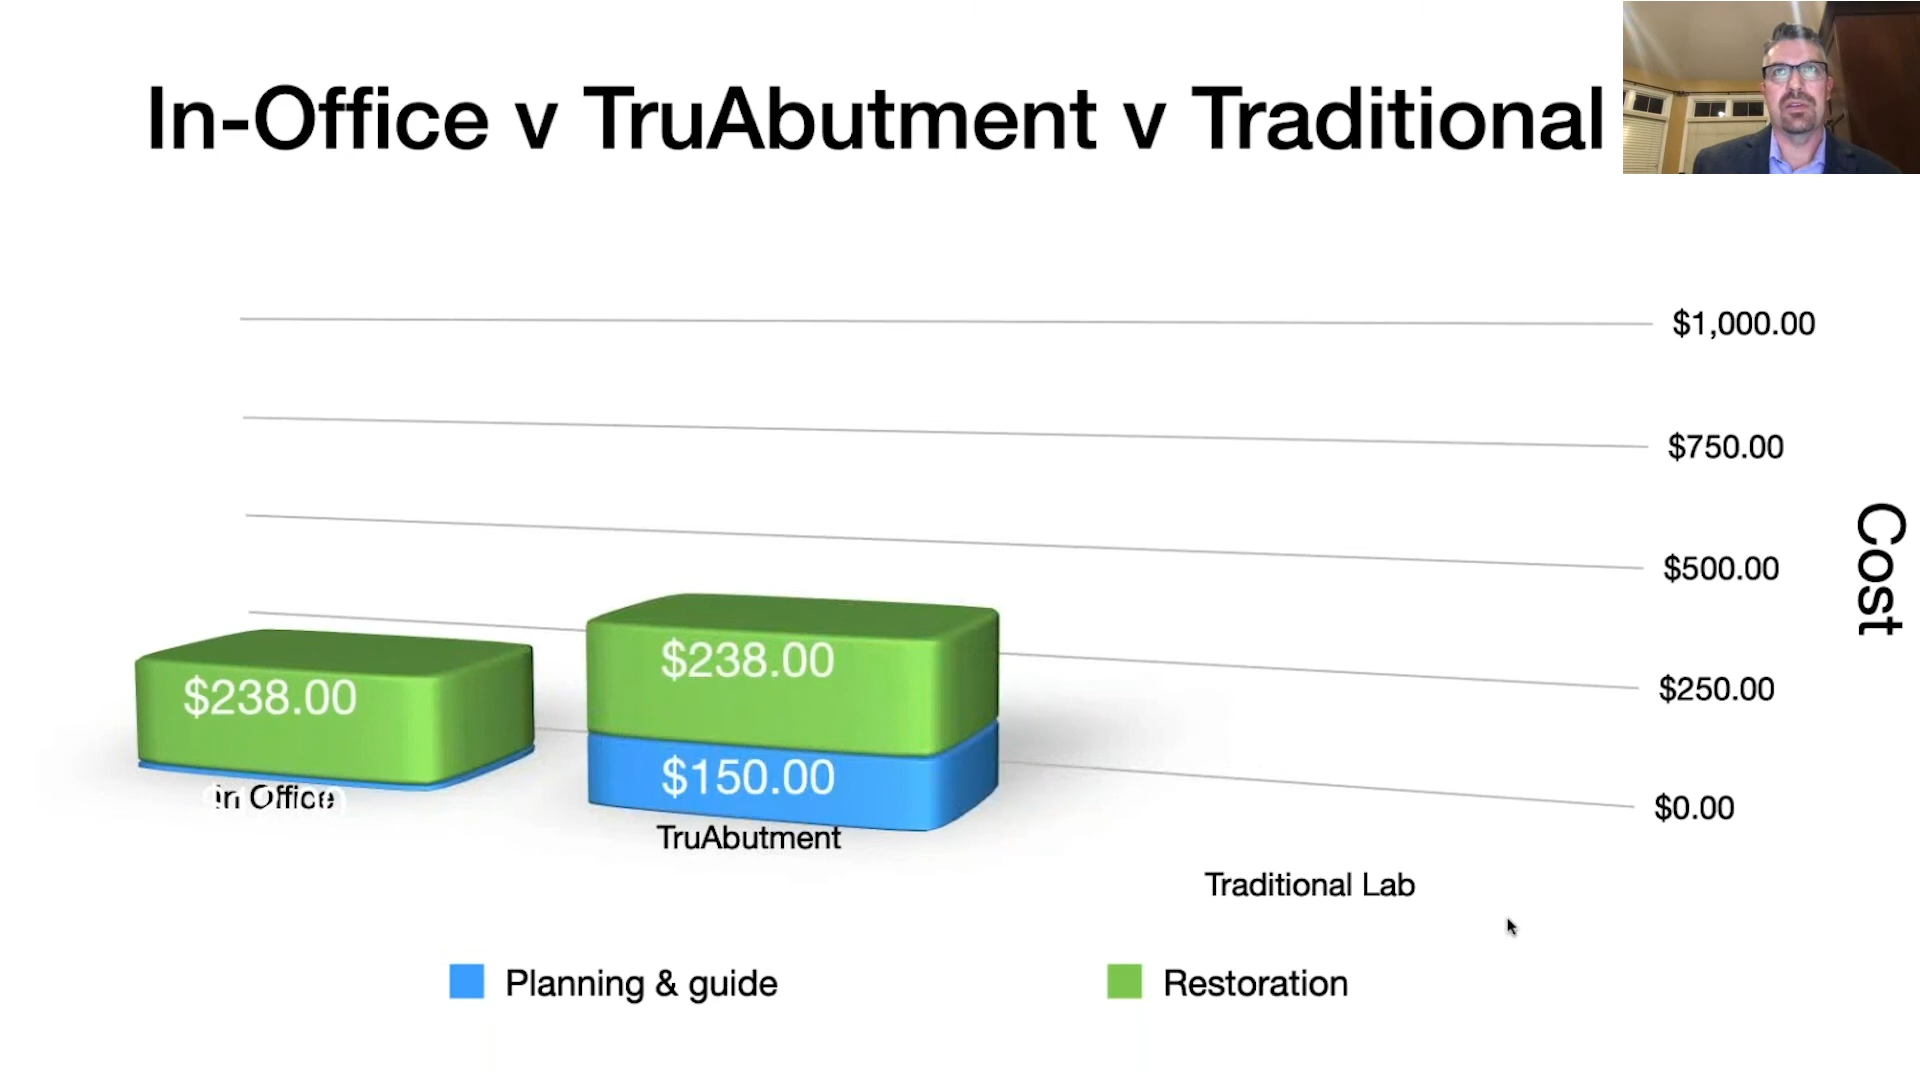 In-Office v TruAbutment v Traditional
$1,000.00
$750.00
$500.00
$250.00
$0.00
Cost
$238.00
In Office
$238.00
$150.00
TruAbutment
Traditional Lab
Planning & guide
Restoration